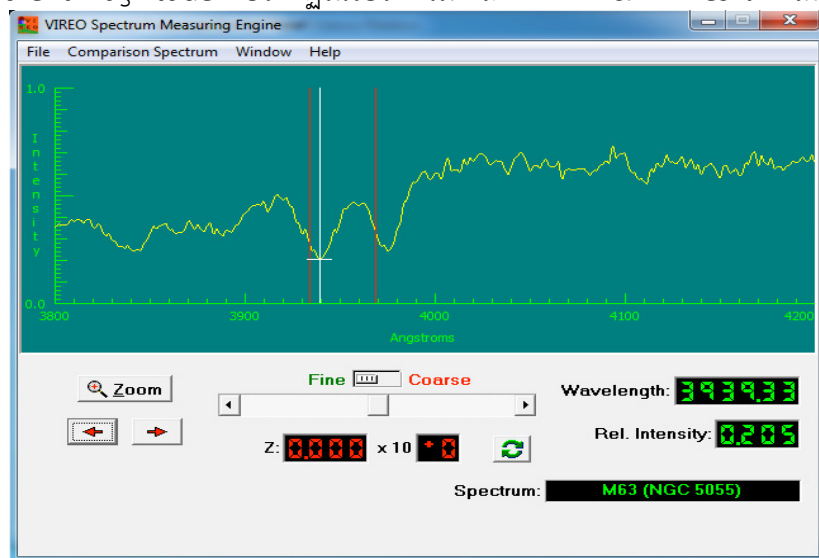 VIREO Spectrum Measuring Engine
File Comparison Spectrum Window Help
1.0
Intensity
0.0
3800 3900 4000 4100 4200
Angstroms
Zoom
Fine Coarse
Wavelength: 3939.33
Rel. Intensity: 0.205
Z: 0.000 x 10 +0
Spectrum: M63 (NGC 5055)